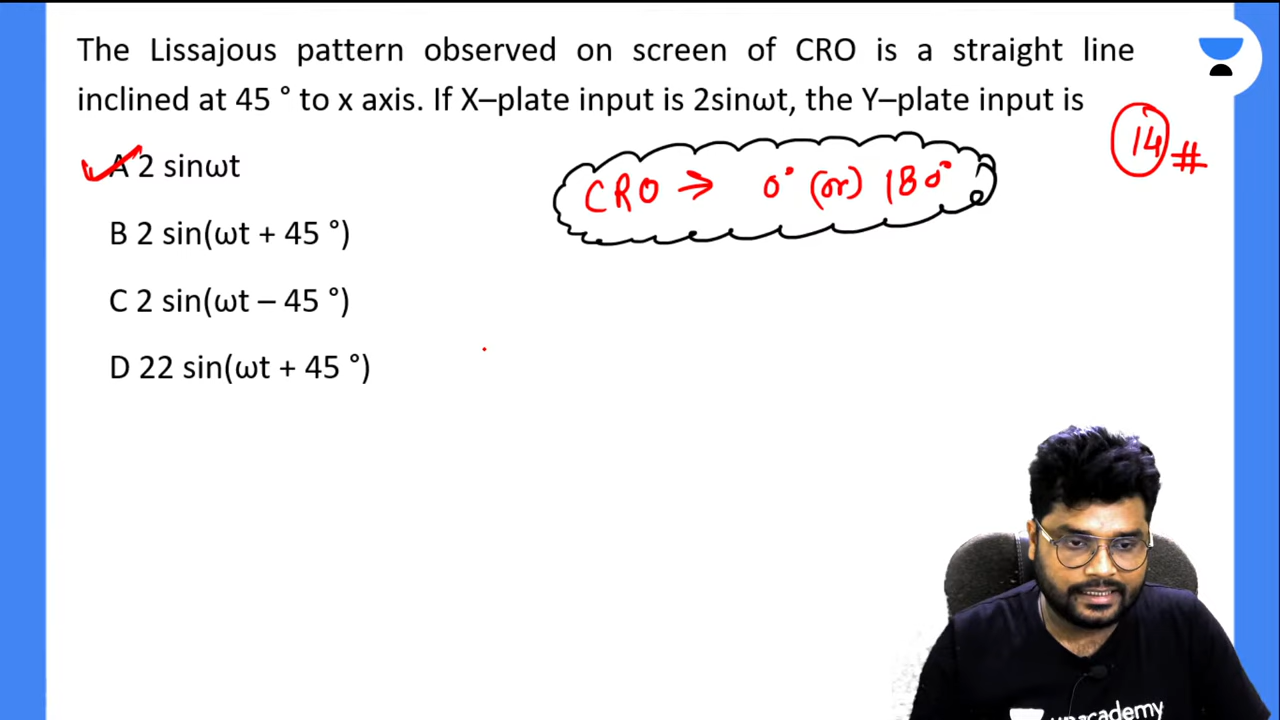 The Lissajous pattern observed on screen of CRO is a straight line
inclined at 45 ° to x axis. If X–plate input is 2sinωt, the Y–plate input is
14 #
A 2 sinωt
CRO → 0° (or) 180°
B 2 sin(ωt + 45 °)
C 2 sin(ωt – 45 °)
D 22 sin(ωt + 45 °)
unacademy